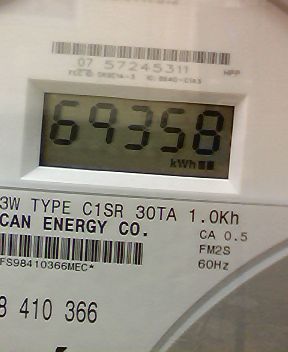 07 57245311
69358
kWh
3W TYPE C1SR 30TA 1.0Kh
CAN ENERGY CO.
CA 0.5
FM2S
60Hz
FS98410366MEC*
8 410 366